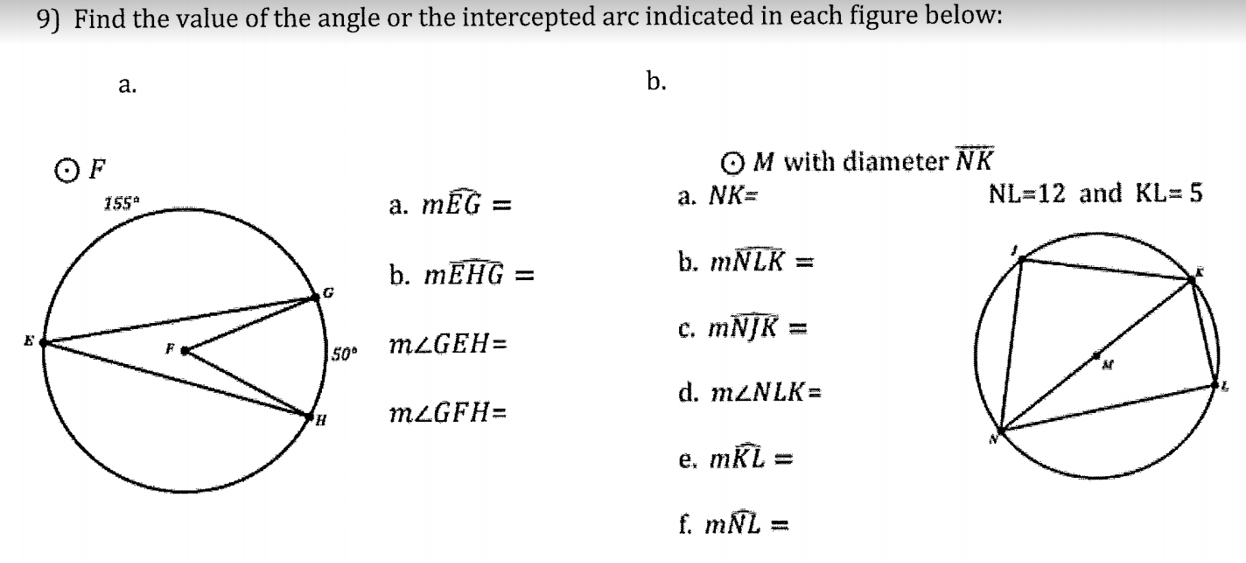 9) Find the value of the angle or the intercepted arc indicated in each figure below:
a.
b.
⊙ F
155°
E
F
G
H
50°
a. mEG =
b. mEHG =
m∠GEH=
m∠GFH=
⊙ M with diameter NK
a. NK=
NL=12 and KL= 5
b. mNLK =
c. mNJK =
d. m∠NLK=
e. mKL =
f. mNL =
J
K
M
L
N